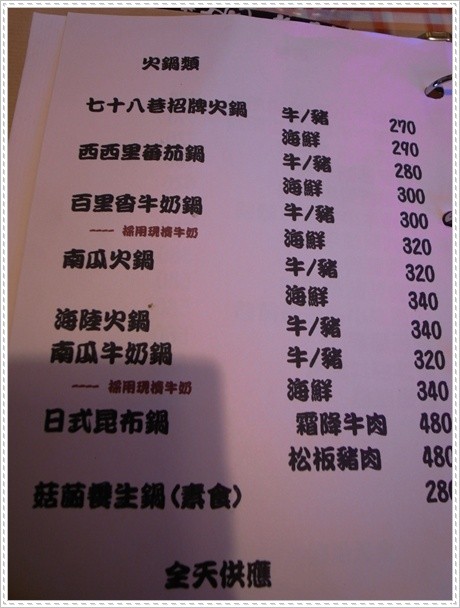 火鍋類
七十八巷招牌火鍋 牛/豬 270
海鮮 290
西西里蕃茄鍋 牛/豬 280
海鮮 300
百里香牛奶鍋 牛/豬 300
---- 採用現擠牛奶 海鮮 320
南瓜火鍋 牛/豬 320
海鮮 340
海陸火鍋 牛/豬 340
南瓜牛奶鍋 牛/豬 320
---- 採用現擠牛奶 海鮮 340
日式昆布鍋 霜降牛肉 480
松板豬肉 480
菇菌養生鍋(素食) 280
全天供應